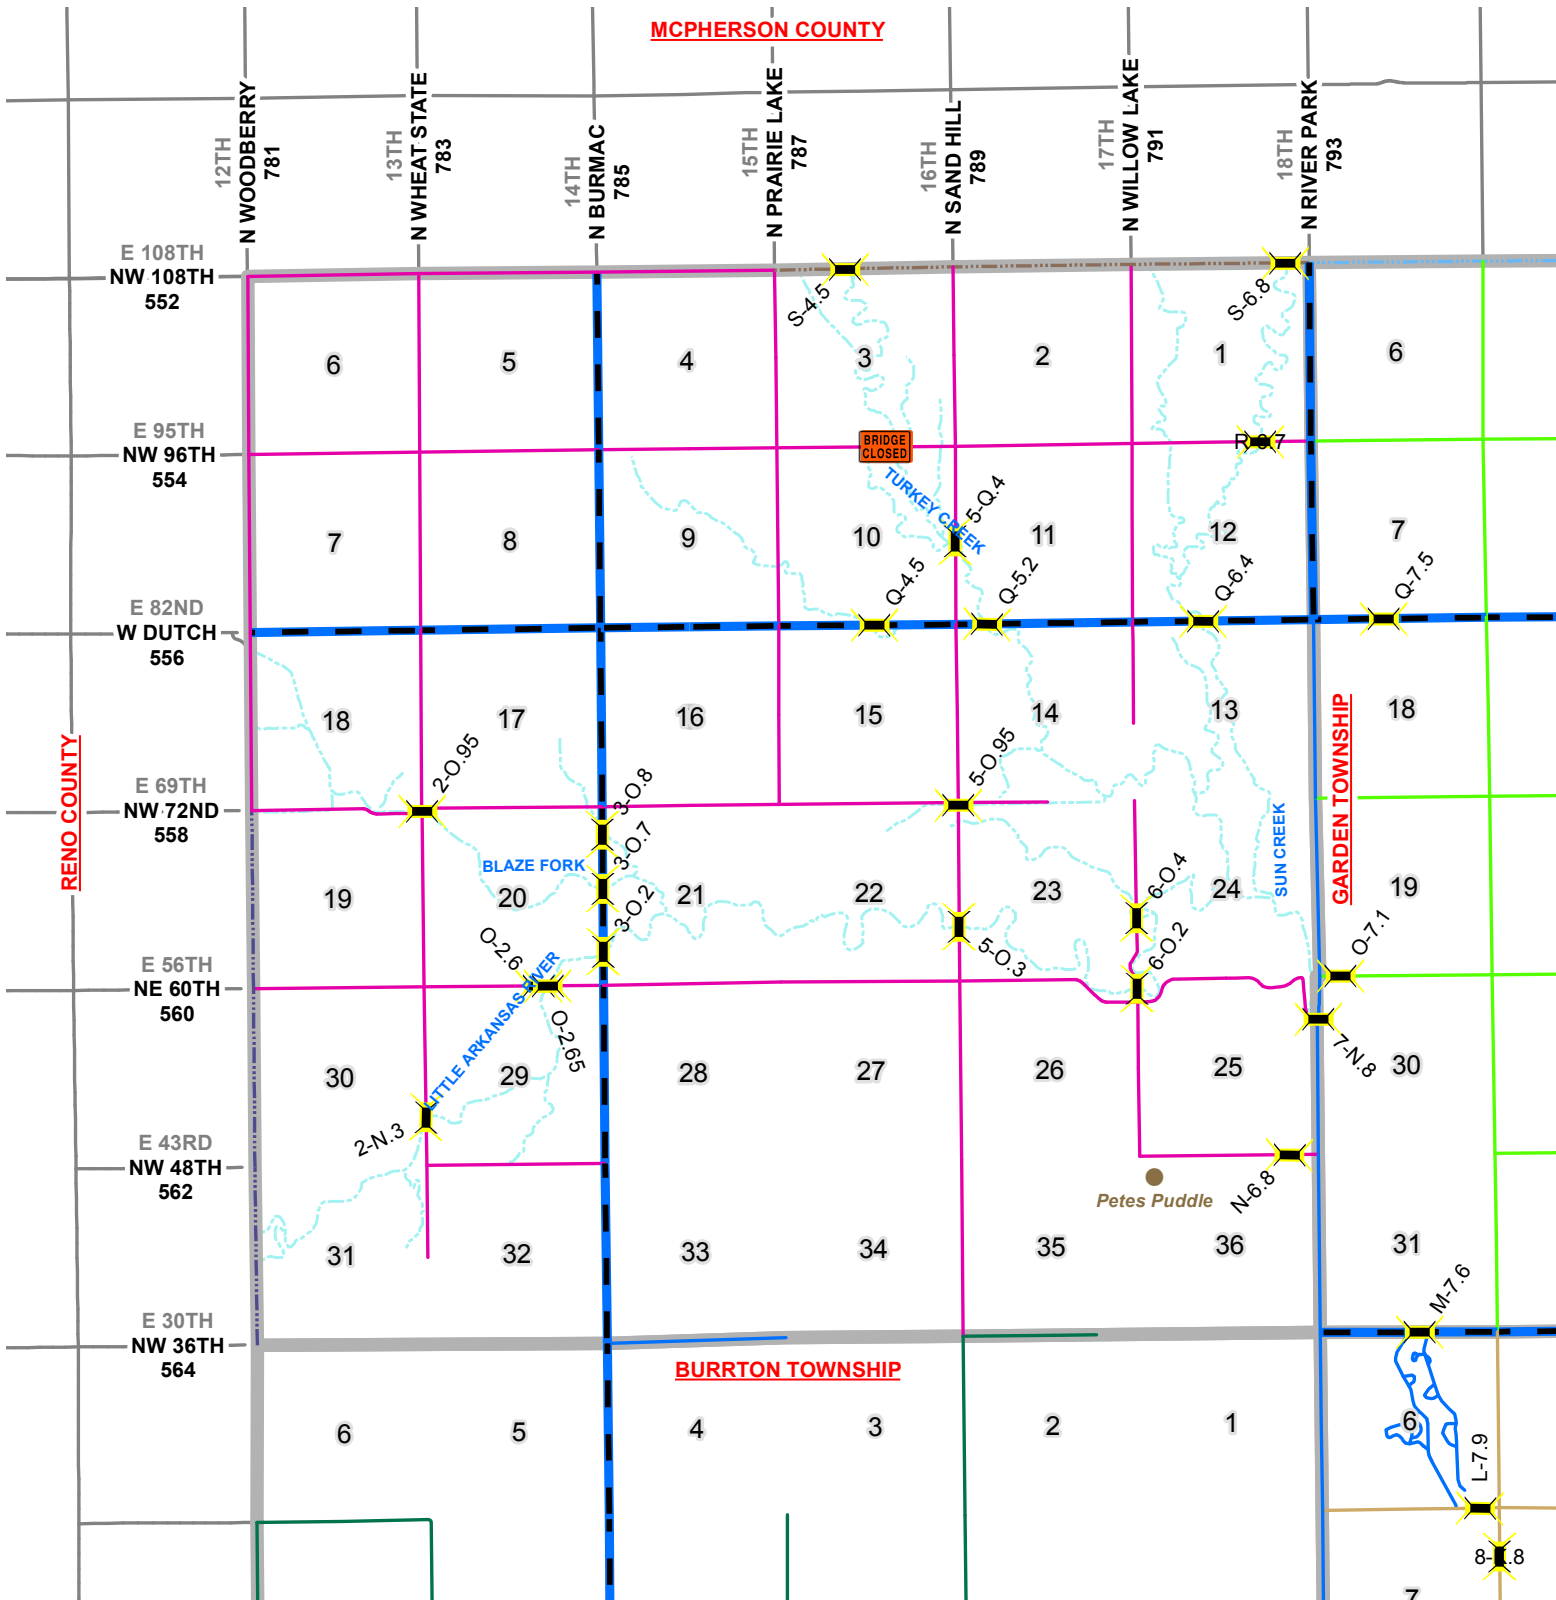 MCPHERSON COUNTY
12TH
N WOODBERRY
781
13TH
N WHEAT STATE
783
14TH
N BURMAC
785
15TH
N PRAIRIE LAKE
787
16TH
N SAND HILL
789
17TH
N WILLOW LAKE
791
18TH
N RIVER PARK
793
E 108TH
NW 108TH
552
S-4.5
S-6.8
6
5
4
3
2
1
6
E 95TH
NW 96TH
554
BRIDGE
CLOSED
TURKEY CREEK
5-Q.4
7
8
9
10
11
12
7
Q-4.5
Q-5.2
Q-6.4
Q-7.5
E 82ND
W DUTCH
556
18
17
16
15
14
13
18
RENO COUNTY
GARDEN TOWNSHIP
2-O.95
3-O.8
5-O.95
E 69TH
NW 72ND
558
3-O.7
BLAZE FORK
SUN CREEK
19
20
21
22
23
24
19
3-O.2
6-O.4
O-2.6
5-O.3
6-O.2
O-7.1
E 56TH
NE 60TH
560
LITTLE ARKANSAS RIVER
O-2.65
7-N.8
30
29
28
27
26
25
30
2-N.3
E 43RD
NW 48TH
562
Petes Puddle
N-6.8
31
32
33
34
35
36
31
M-7.6
E 30TH
NW 36TH
564
BURRTON TOWNSHIP
6
5
4
3
2
1
6
L-7.9
7